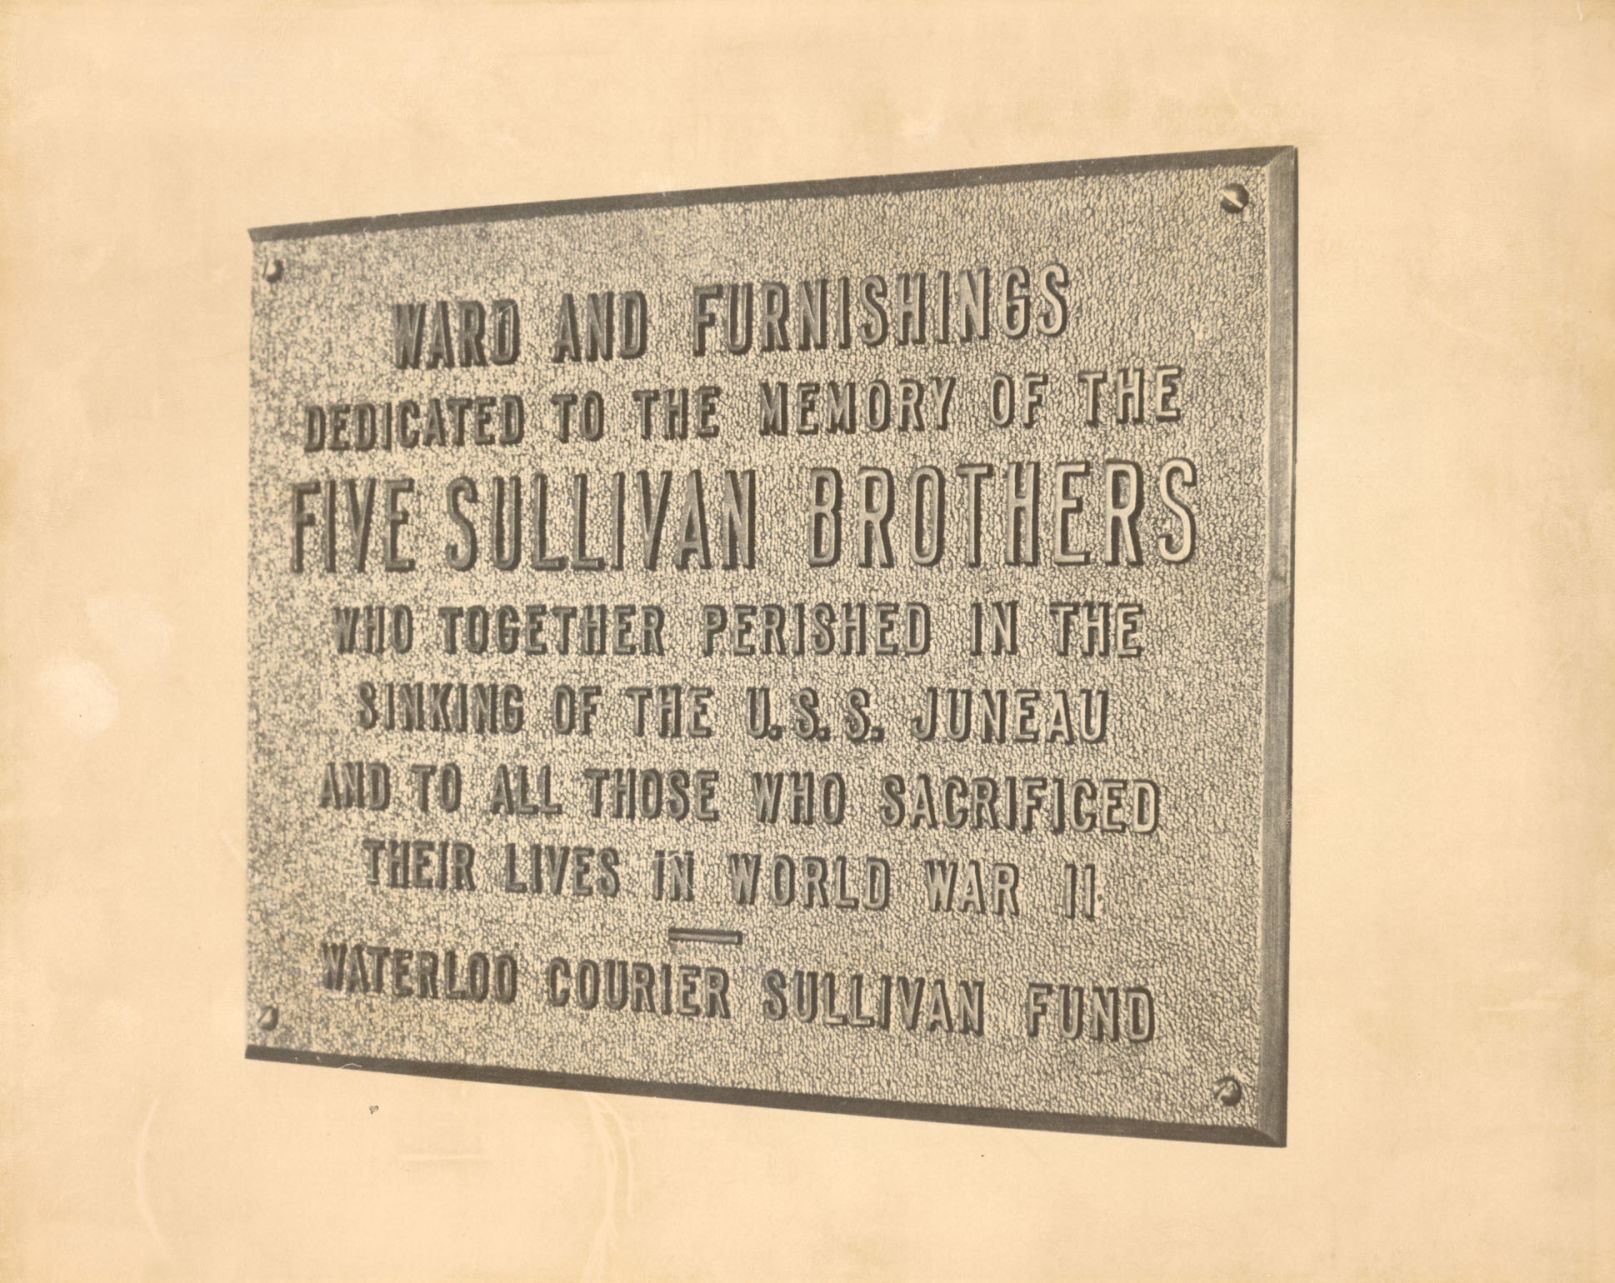 WARD AND FURNISHINGS
DEDICATED TO THE MEMORY OF THE
FIVE SULLIVAN BROTHERS
WHO TOGETHER PERISHED IN THE
SINKING OF THE U.S.S. JUNEAU
AND TO ALL THOSE WHO SACRIFICED
THEIR LIVES IN WORLD WAR II
WATERLOO COURIER SULLIVAN FUND